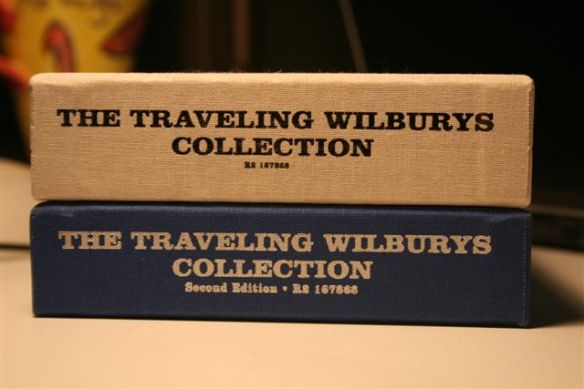 THE TRAVELING WILBURYS
COLLECTION
R2 167868
THE TRAVELING WILBURYS
COLLECTION
Second Edition • R2 167868